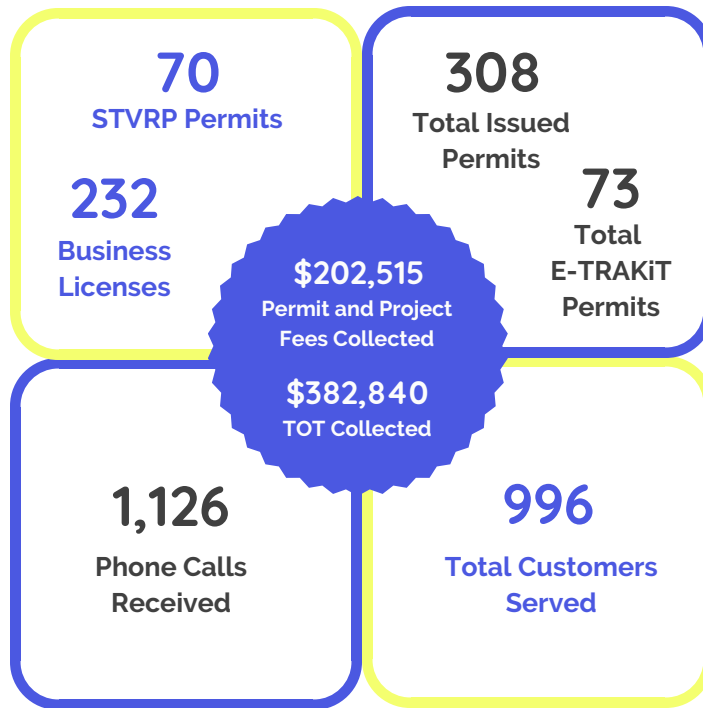 70
STVRP Permits
232
Business
Licenses
308
Total Issued
Permits
73
Total
E-TRAKiT
Permits
$202,515
Permit and Project
Fees Collected
$382,840
TOT Collected
1,126
Phone Calls
Received
996
Total Customers
Served